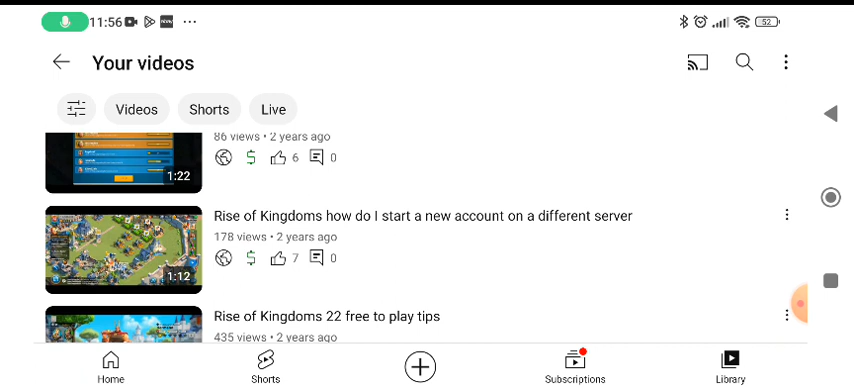 11:56
52
Your videos
Videos
Shorts
Live
86 views • 2 years ago
6
0
1:22
Rise of Kingdoms how do I start a new account on a different server
178 views • 2 years ago
7
0
1:12
Rise of Kingdoms 22 free to play tips
435 views • 2 years ago
Home
Shorts
Subscriptions
Library